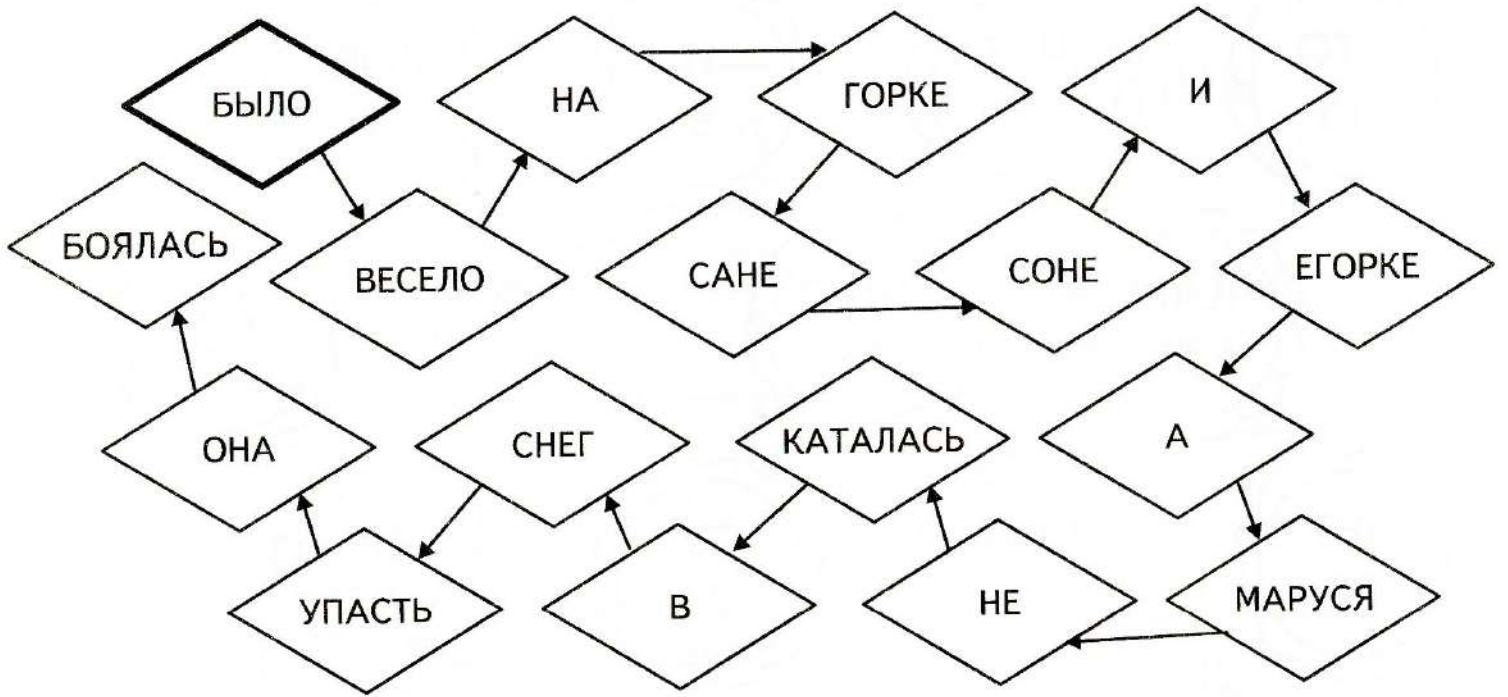 БЫЛО
ВЕСЕЛО
НА
ГОРКЕ
САНЕ
СОНЕ
И
ЕГОРКЕ
А
МАРУСЯ
НЕ
КАТАЛАСЬ
В
СНЕГ
УПАСТЬ
ОНА
БОЯЛАСЬ